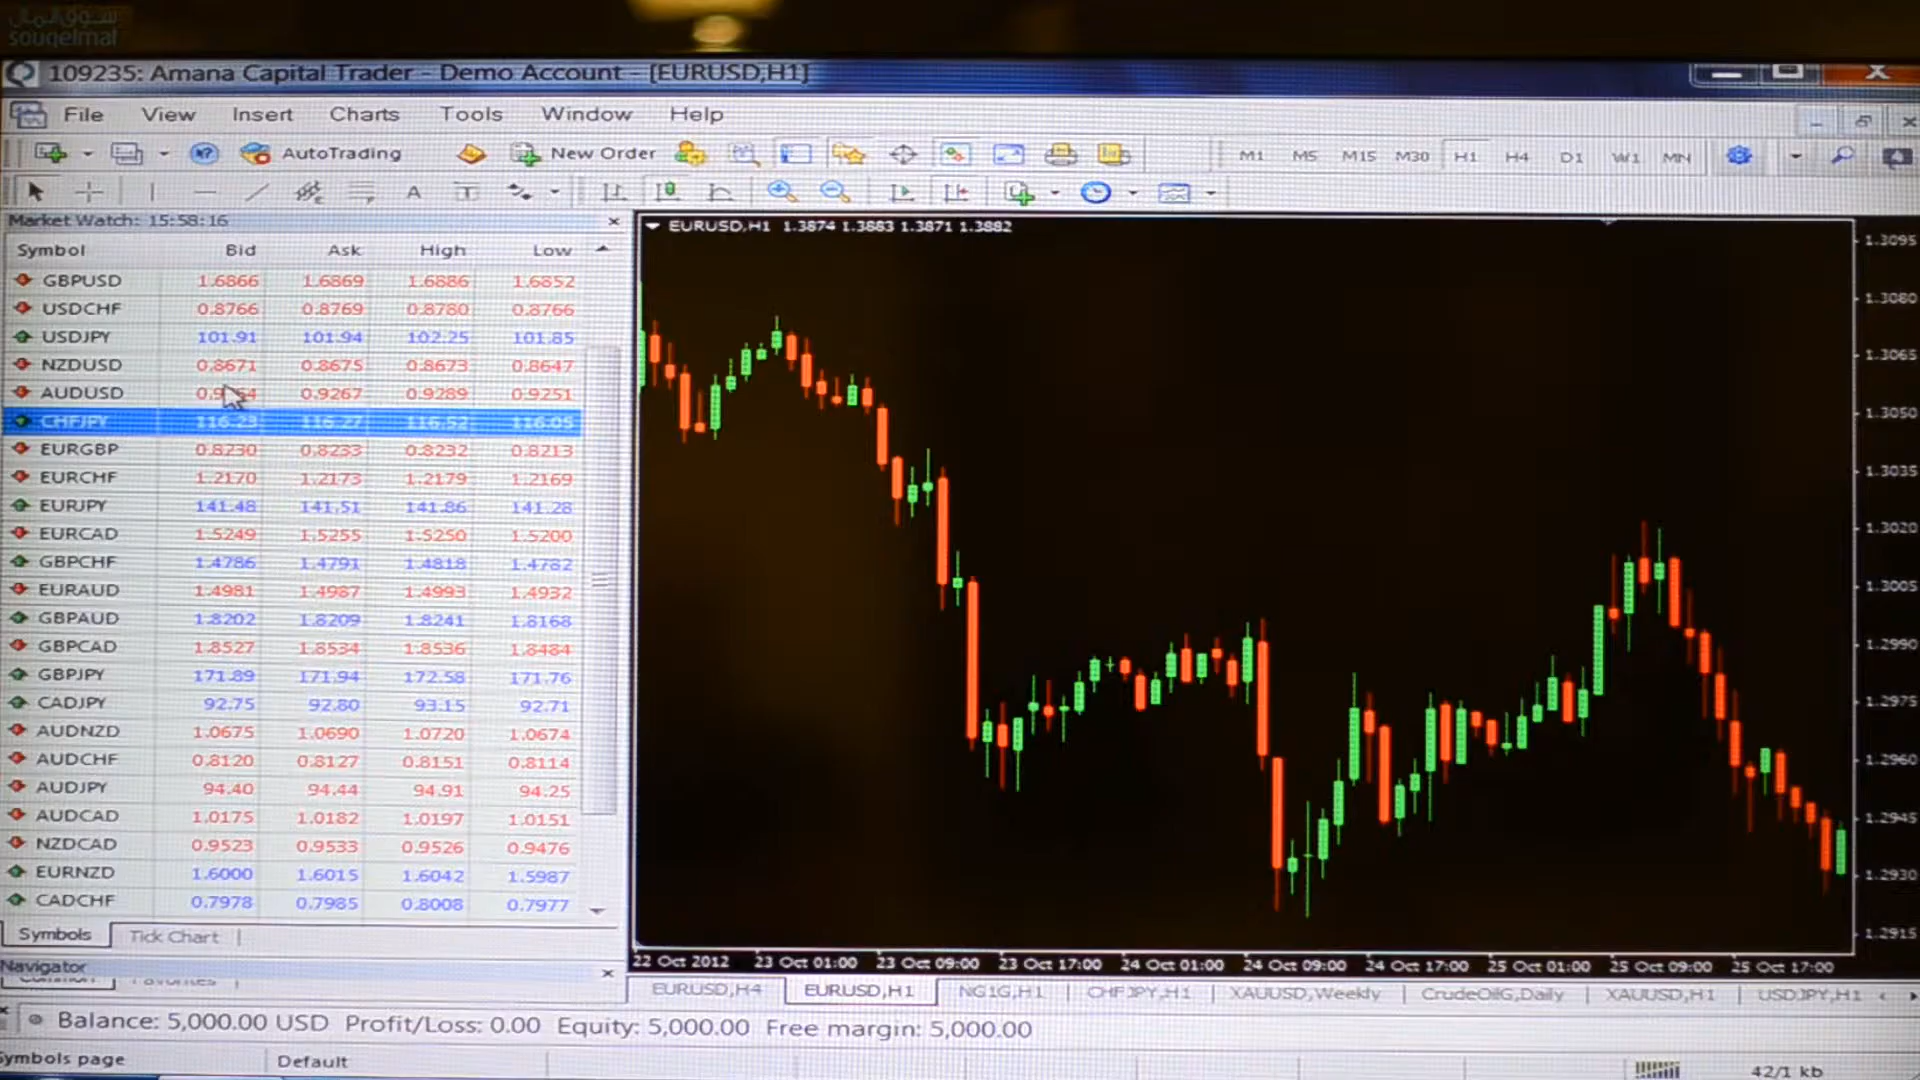 سوق المال
souqelmal
109235: Amana Capital Trader - Demo Account - [EURUSD,H1]
File View Insert Charts Tools Window Help
AutoTrading New Order M1 M5 M15 M30 H1 H4 D1 W1 MN
A T
Market Watch: 15:58:16
Symbol Bid Ask High Low
GBPUSD 1.6866 1.6869 1.6886 1.6852
USDCHF 0.8766 0.8769 0.8780 0.8766
USDJPY 101.91 101.94 102.25 101.85
NZDUSD 0.8671 0.8675 0.8673 0.8647
AUDUSD 0.9267 0.9289 0.9251
CHFJPY 116.23 116.27 116.52 116.05
EURGBP 0.8230 0.8233 0.8232 0.8213
EURCHF 1.2170 1.2173 1.2179 1.2169
EURJPY 141.48 141.51 141.86 141.28
EURCAD 1.5249 1.5255 1.5250 1.5200
GBPCHF 1.4786 1.4791 1.4818 1.4782
EURAUD 1.4981 1.4987 1.4993 1.4932
GBPAUD 1.8202 1.8209 1.8241 1.8168
GBPCAD 1.8527 1.8534 1.8536 1.8484
GBPJPY 171.89 171.94 172.58 171.76
CADJPY 92.75 92.80 93.15 92.71
AUDNZD 1.0675 1.0690 1.0720 1.0674
AUDCHF 0.8120 0.8127 0.8151 0.8114
AUDJPY 94.40 94.44 94.91 94.25
AUDCAD 1.0175 1.0182 1.0197 1.0151
NZDCAD 0.9523 0.9533 0.9526 0.9476
EURNZD 1.6000 1.6015 1.6042 1.5987
CADCHF 0.7978 0.7985 0.8008 0.7977
Symbols Tick Chart
Navigator
EURUSD,H1 1.3874 1.3883 1.3871 1.3882
1.3095
1.3080
1.3065
1.3050
1.3035
1.3020
1.3005
1.2990
1.2975
1.2960
1.2945
1.2930
1.2915
22 Oct 2012 23 Oct 01:00 23 Oct 09:00 23 Oct 17:00 24 Oct 01:00 24 Oct 09:00 24 Oct 17:00 25 Oct 01:00 25 Oct 09:00 25 Oct 17:00
EURUSD,H4 EURUSD,H1 NG1G,H1 CHFJPY,H1 XAUUSD,Weekly CrudeOilG,Daily XAUUSD,H1 USDJPY,H1
Balance: 5,000.00 USD Profit/Loss: 0.00 Equity: 5,000.00 Free margin: 5,000.00
Symbols page Default 42/1 kb